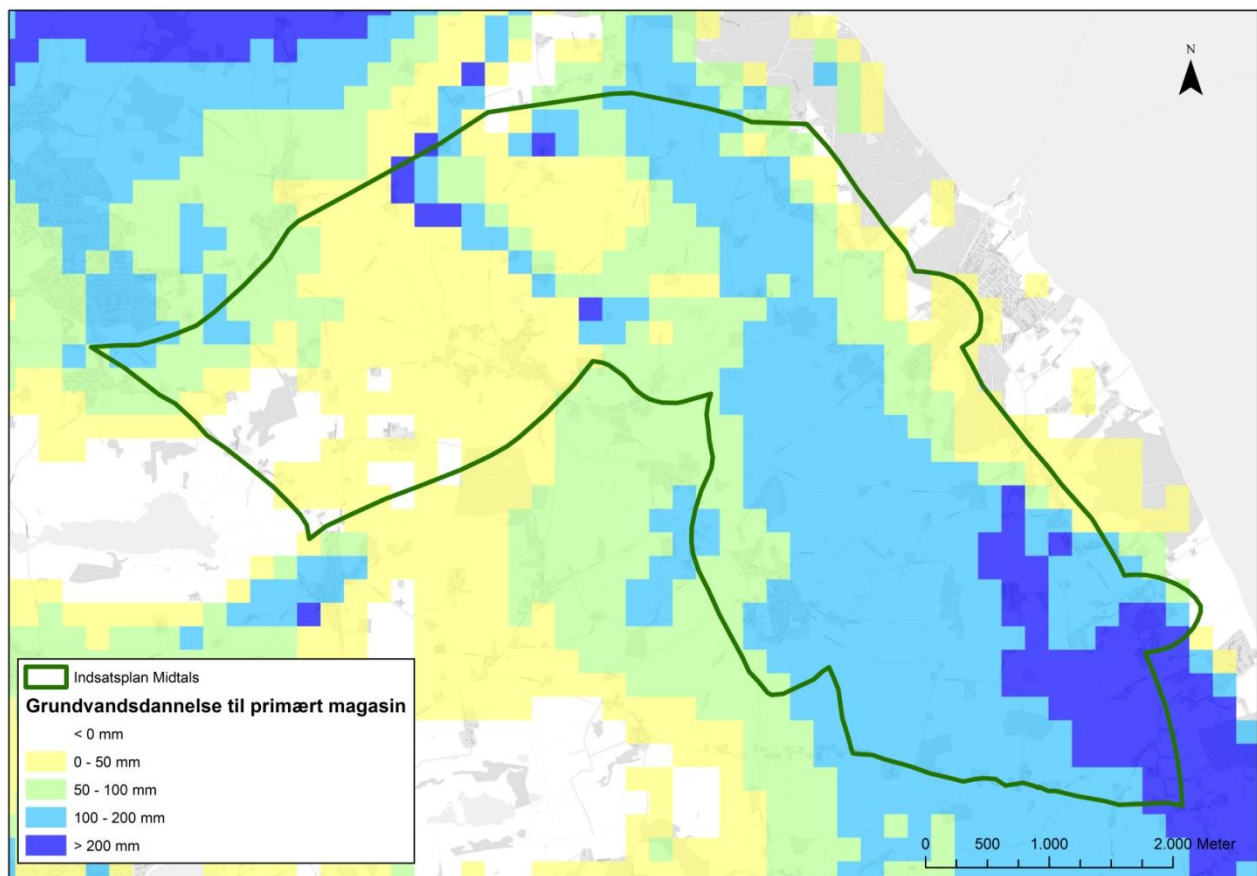 N
Indsatsplan Midtals
Grundvandsdannelse til primært magasin
< 0 mm
0 - 50 mm
50 - 100 mm
100 - 200 mm
> 200 mm
0 500 1.000 2.000 Meter